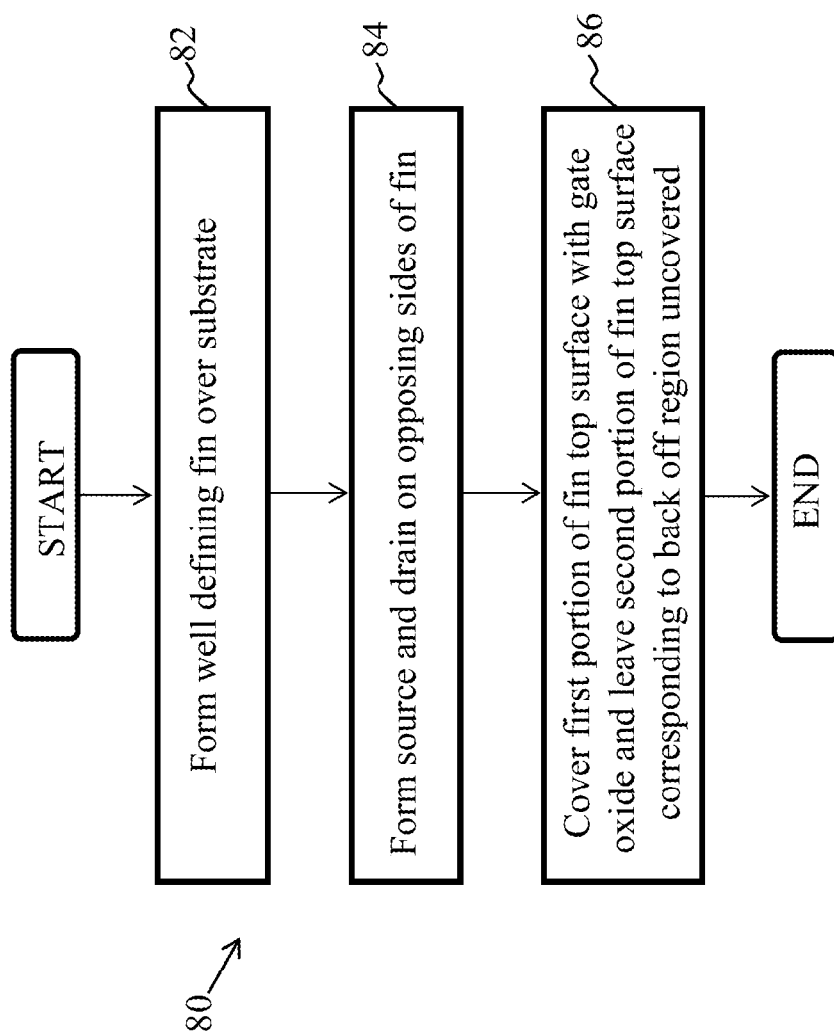 80
START
82
Form well defining fin over substrate
84
Form source and drain on opposing sides of fin
86
Cover first portion of fin top surface with gate
oxide and leave second portion of fin top surface
corresponding to back off region uncovered
END